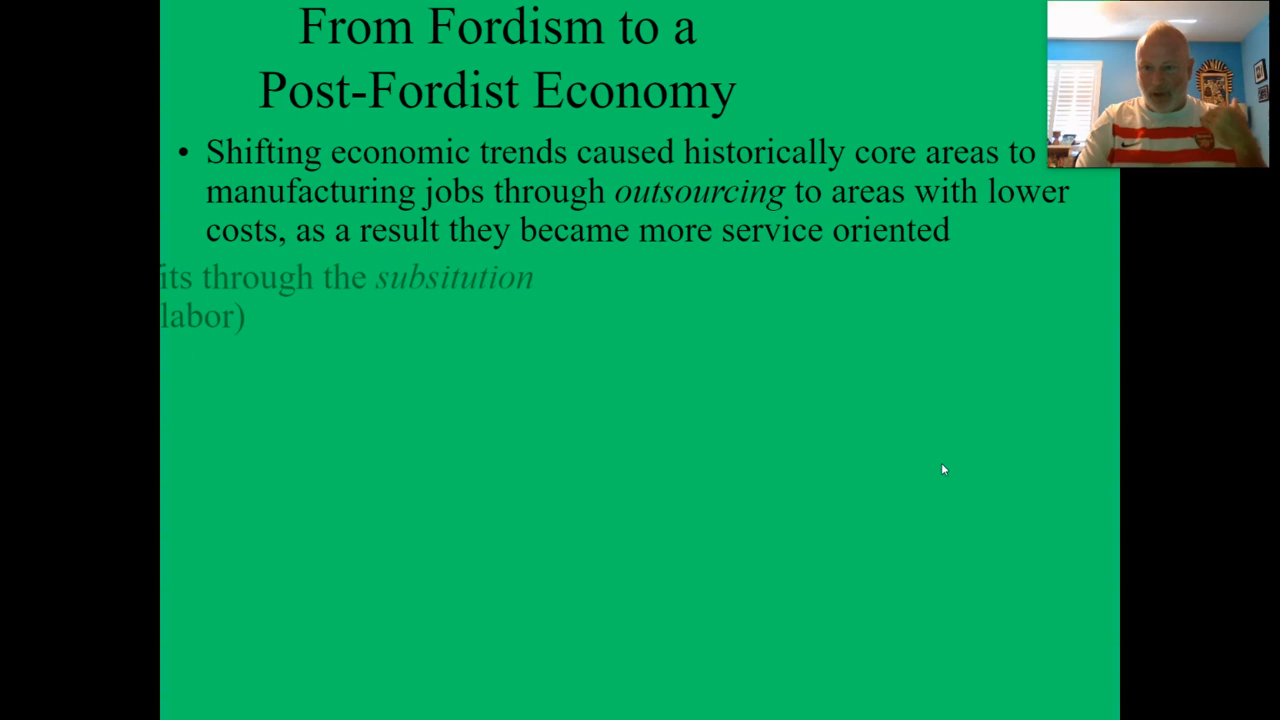 From Fordism to a
Post-Fordist Economy
• Shifting economic trends caused historically core areas to
manufacturing jobs through outsourcing to areas with lower
costs, as a result they became more service oriented
its through the subsitution
labor)